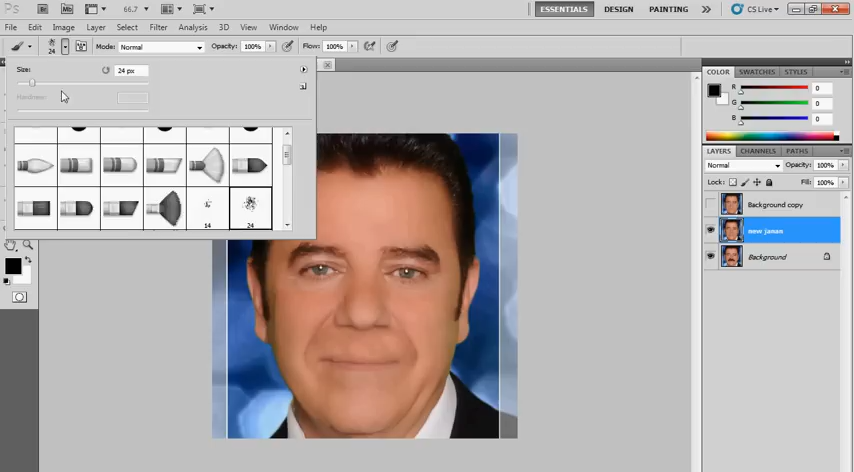 Ps Br Mb 66.7 ESSENTIALS DESIGN PAINTING CS Live
File Edit Image Layer Select Filter Analysis 3D View Window Help
24 Mode: Normal Opacity: 100% Flow: 100%
Size: 24 px
Hardness:
14 24
COLOR SWATCHES STYLES
R 0
G 0
B 0
LAYERS CHANNELS PATHS
Normal Opacity: 100%
Lock: Fill: 100%
Background copy
new janan
Background